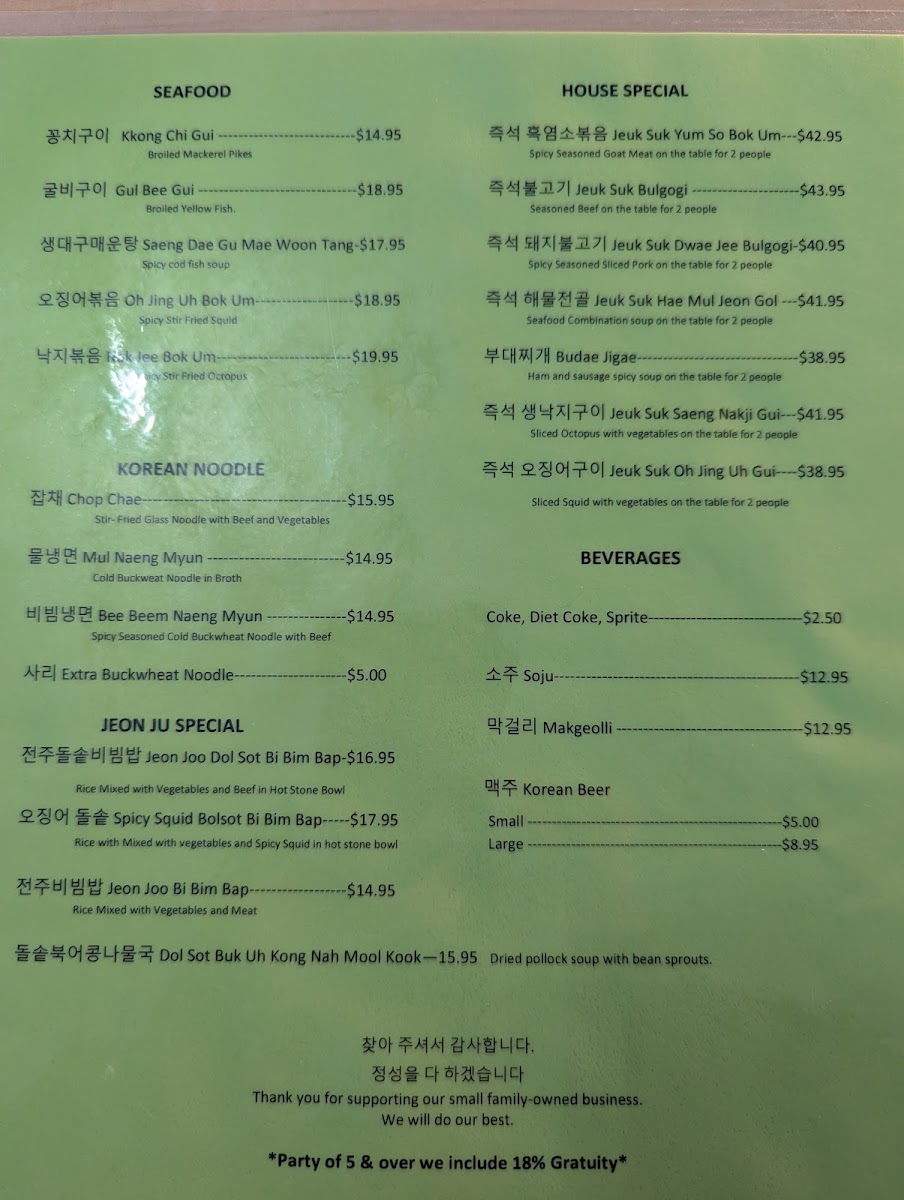 SEAFOOD
꽁치구이 Kkong Chi Gui --------------------------$14.95
Broiled Mackerel Pikes
굴비구이 Gul Bee Gui ------------------------------$18.95
Broiled Yellow Fish.
생대구매운탕 Saeng Dae Gu Mae Woon Tang-$17.95
Spicy cod fish soup
오징어볶음 Oh Jing Uh Bok Um------------------$18.95
Spicy Stir Fried Squid
낙지볶음 Jee Bok Um-------------------------$19.95
Stir Fried Octopus
KOREAN NOODLE
잡채 Chop Chae--------------------------------------$15.95
Stir- Fried Glass Noodle with Beef and Vegetables
물냉면 Mul Naeng Myun --------------------------$14.95
Cold Buckweat Noodle in Broth
비빔냉면 Bee Beem Naeng Myun ---------------$14.95
Spicy Seasoned Cold Buckwheat Noodle with Beef
사리 Extra Buckwheat Noodle---------------------$5.00
JEON JU SPECIAL
전주돌솥비빔밥 Jeon Joo Dol Sot Bi Bim Bap-$16.95
Rice Mixed with Vegetables and Beef in Hot Stone Bowl
오징어 돌솥 Spicy Squid Bolsot Bi Bim Bap-----$17.95
Rice with Mixed with vegetables and Spicy Squid in hot stone bowl
전주비빔밥 Jeon Joo Bi Bim Bap------------------$14.95
Rice Mixed with Vegetables and Meat
돌솥북어콩나물국 Dol Sot Buk Uh Kong Nah Mool Kook—15.95 Dried pollock soup with bean sprouts.
HOUSE SPECIAL
즉석 흑염소볶음 Jeuk Suk Yum So Bok Um---$42.95
Spicy Seasoned Goat Meat on the table for 2 people
즉석불고기 Jeuk Suk Bulgogi --------------------$43.95
Seasoned Beef on the table for 2 people
즉석 돼지불고기 Jeuk Suk Dwae Jee Bulgogi-$40.95
Spicy Seasoned Sliced Pork on the table for 2 people
즉석 해물전골 Jeuk Suk Hae Mul Jeon Gol ---$41.95
Seafood Combination soup on the table for 2 people
부대찌개 Budae Jigae------------------------------$38.95
Ham and sausage spicy soup on the table for 2 people
즉석 생낙지구이 Jeuk Suk Saeng Nakji Gui---$41.95
Sliced Octopus with vegetables on the table for 2 people
즉석 오징어구이 Jeuk Suk Oh Jing Uh Gui----$38.95
Sliced Squid with vegetables on the table for 2 people
BEVERAGES
Coke, Diet Coke, Sprite-----------------------------$2.50
소주 Soju----------------------------------------------$12.95
막걸리 Makgeolli -----------------------------------$12.95
맥주 Korean Beer
Small ------------------------------------------------$5.00
Large ------------------------------------------------$8.95
찾아 주셔서 감사합니다.
정성을 다 하겠습니다
Thank you for supporting our small family-owned business.
We will do our best.
*Party of 5 & over we include 18% Gratuity*